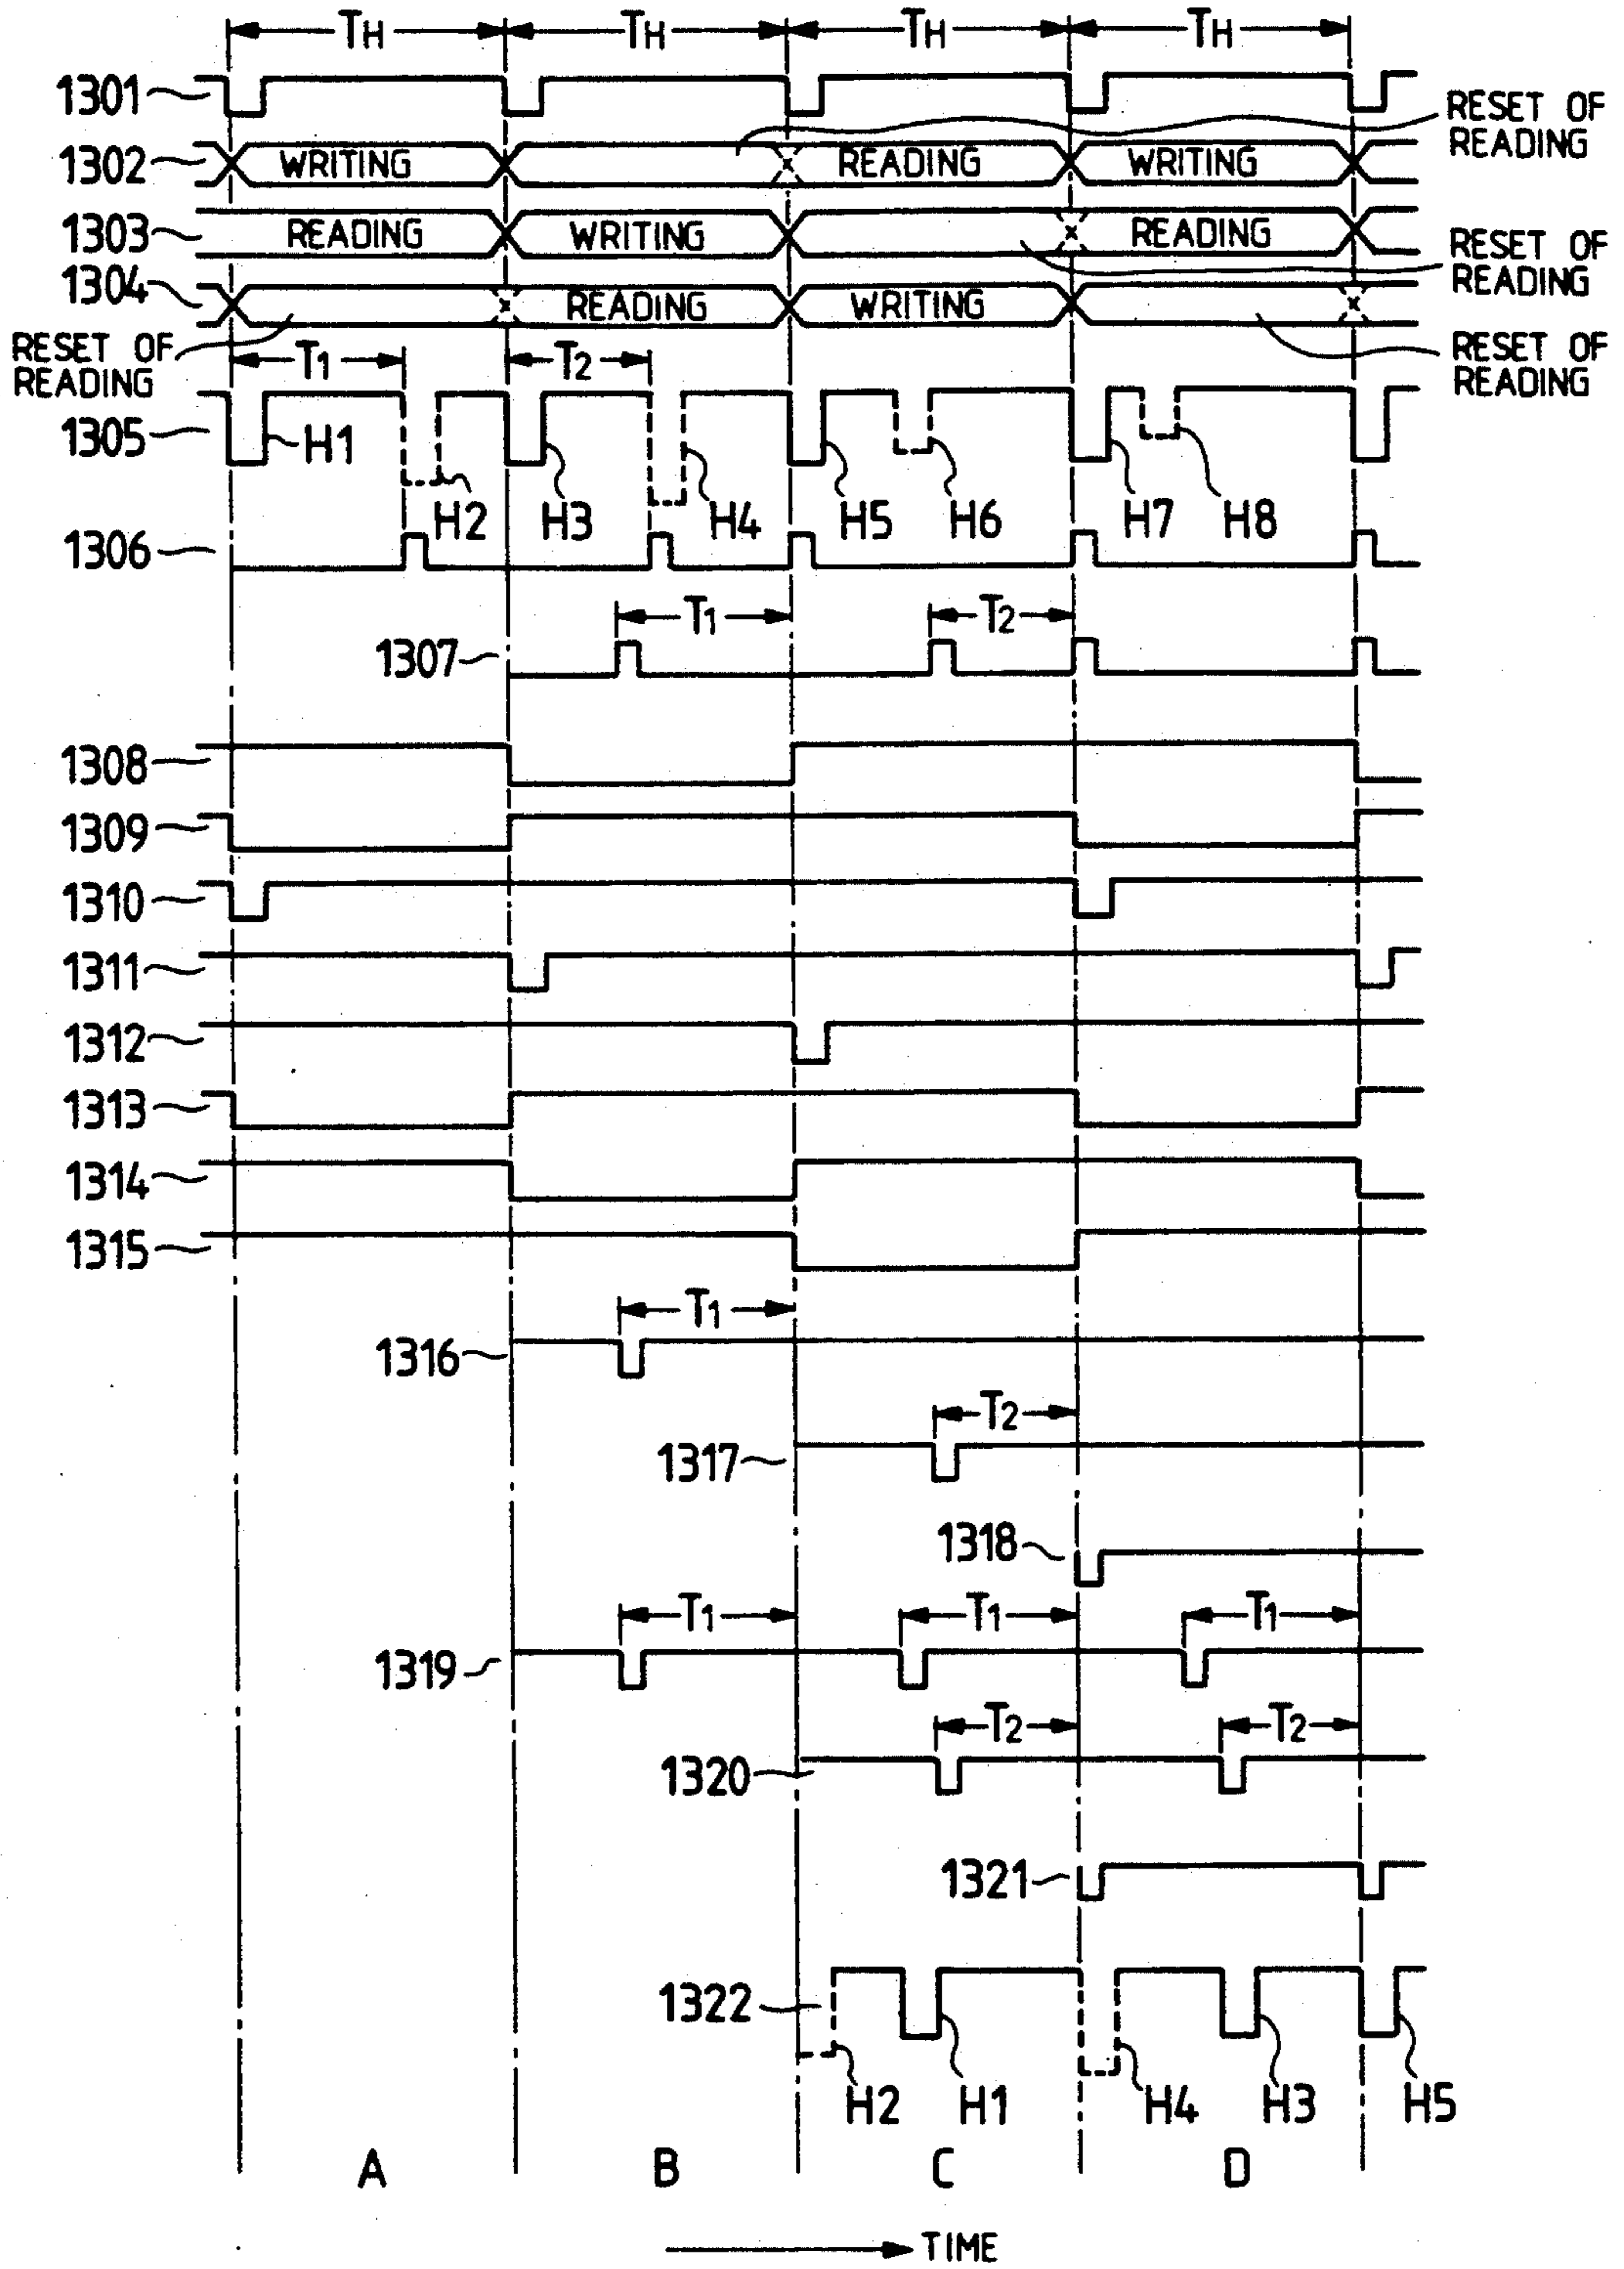 TH TH TH TH
1301
RESET OF
READING
1302 WRITING READING WRITING
1303 READING WRITING READING
RESET OF
READING
1304 READING WRITING
RESET OF
READING
RESET OF
READING
T1 T2
1305 H1 H2 H3 H4 H5 H6 H7 H8
1306
T1 T2
1307
1308
1309
1310
1311
1312
1313
1314
1315
T1
1316
T2
1317
1318
T1 T1 T1
1319
T2 T2
1320
1321
1322
H2 H1 H4 H3 H5
A B C D
TIME